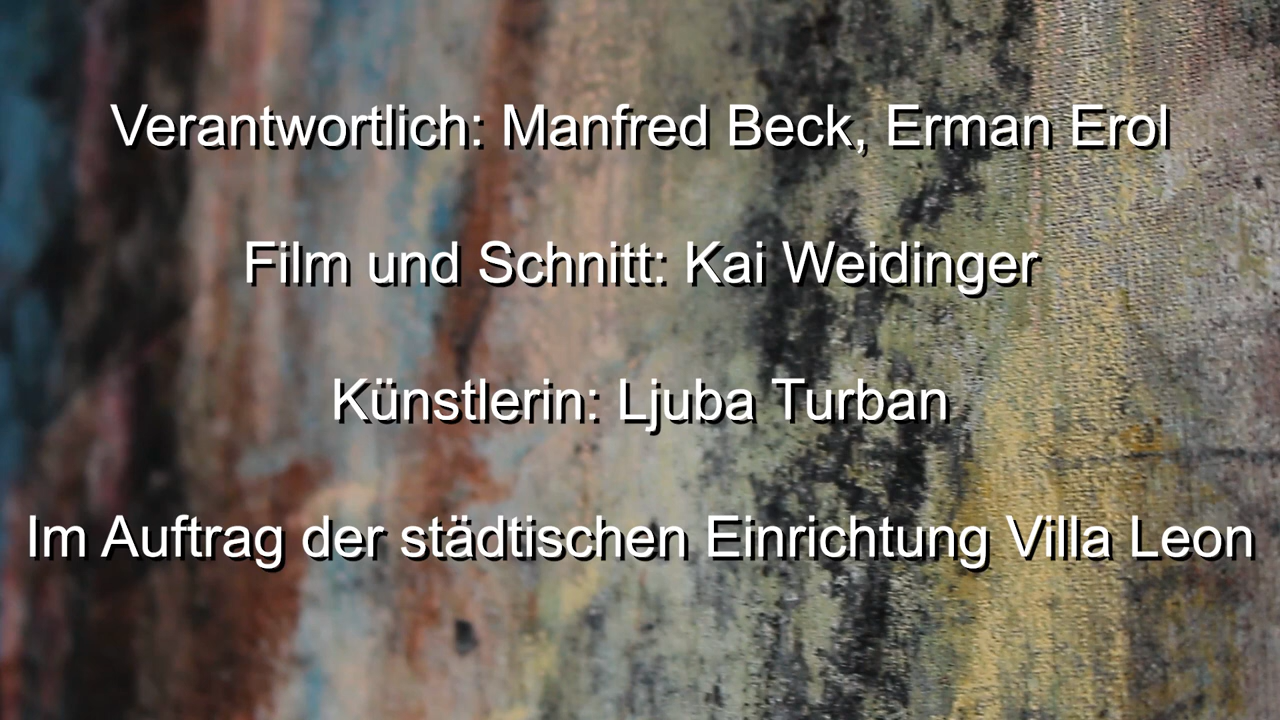 Verantwortlich: Manfred Beck, Erman Erol
Film und Schnitt: Kai Weidinger
Künstlerin: Ljuba Turban
Im Auftrag der städtischen Einrichtung Villa Leon